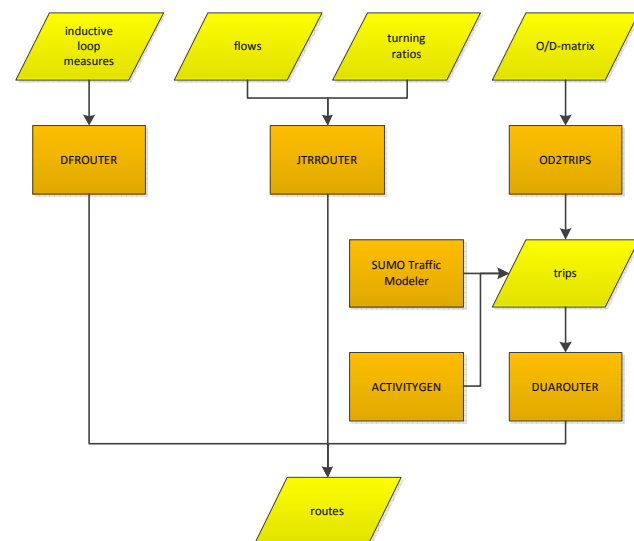 inductive
loop
measures
flows
turning
ratios
O/D-matrix
DFROUTER
JTRROUTER
OD2TRIPS
SUMO Traffic
Modeler
trips
ACTIVITYGEN
DUAROUTER
routes